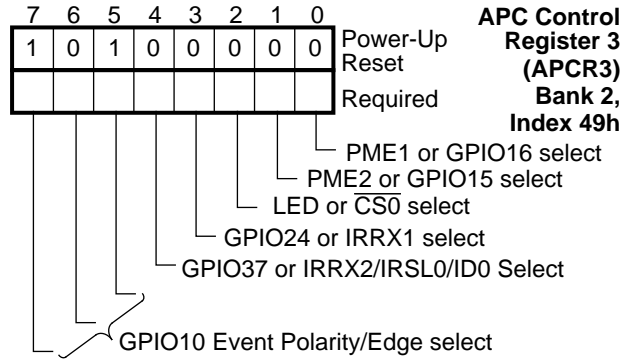 7 6 5 4 3 2 1 0
1 0 1 0 0 0 0 0
Power-Up
Reset
Required
APC Control
Register 3
(APCR3)
Bank 2,
Index 49h
PME1 or GPIO16 select
PME2 or GPIO15 select
LED or CS0 select
GPIO24 or IRRX1 select
GPIO37 or IRRX2/IRSL0/ID0 Select
GPIO10 Event Polarity/Edge select